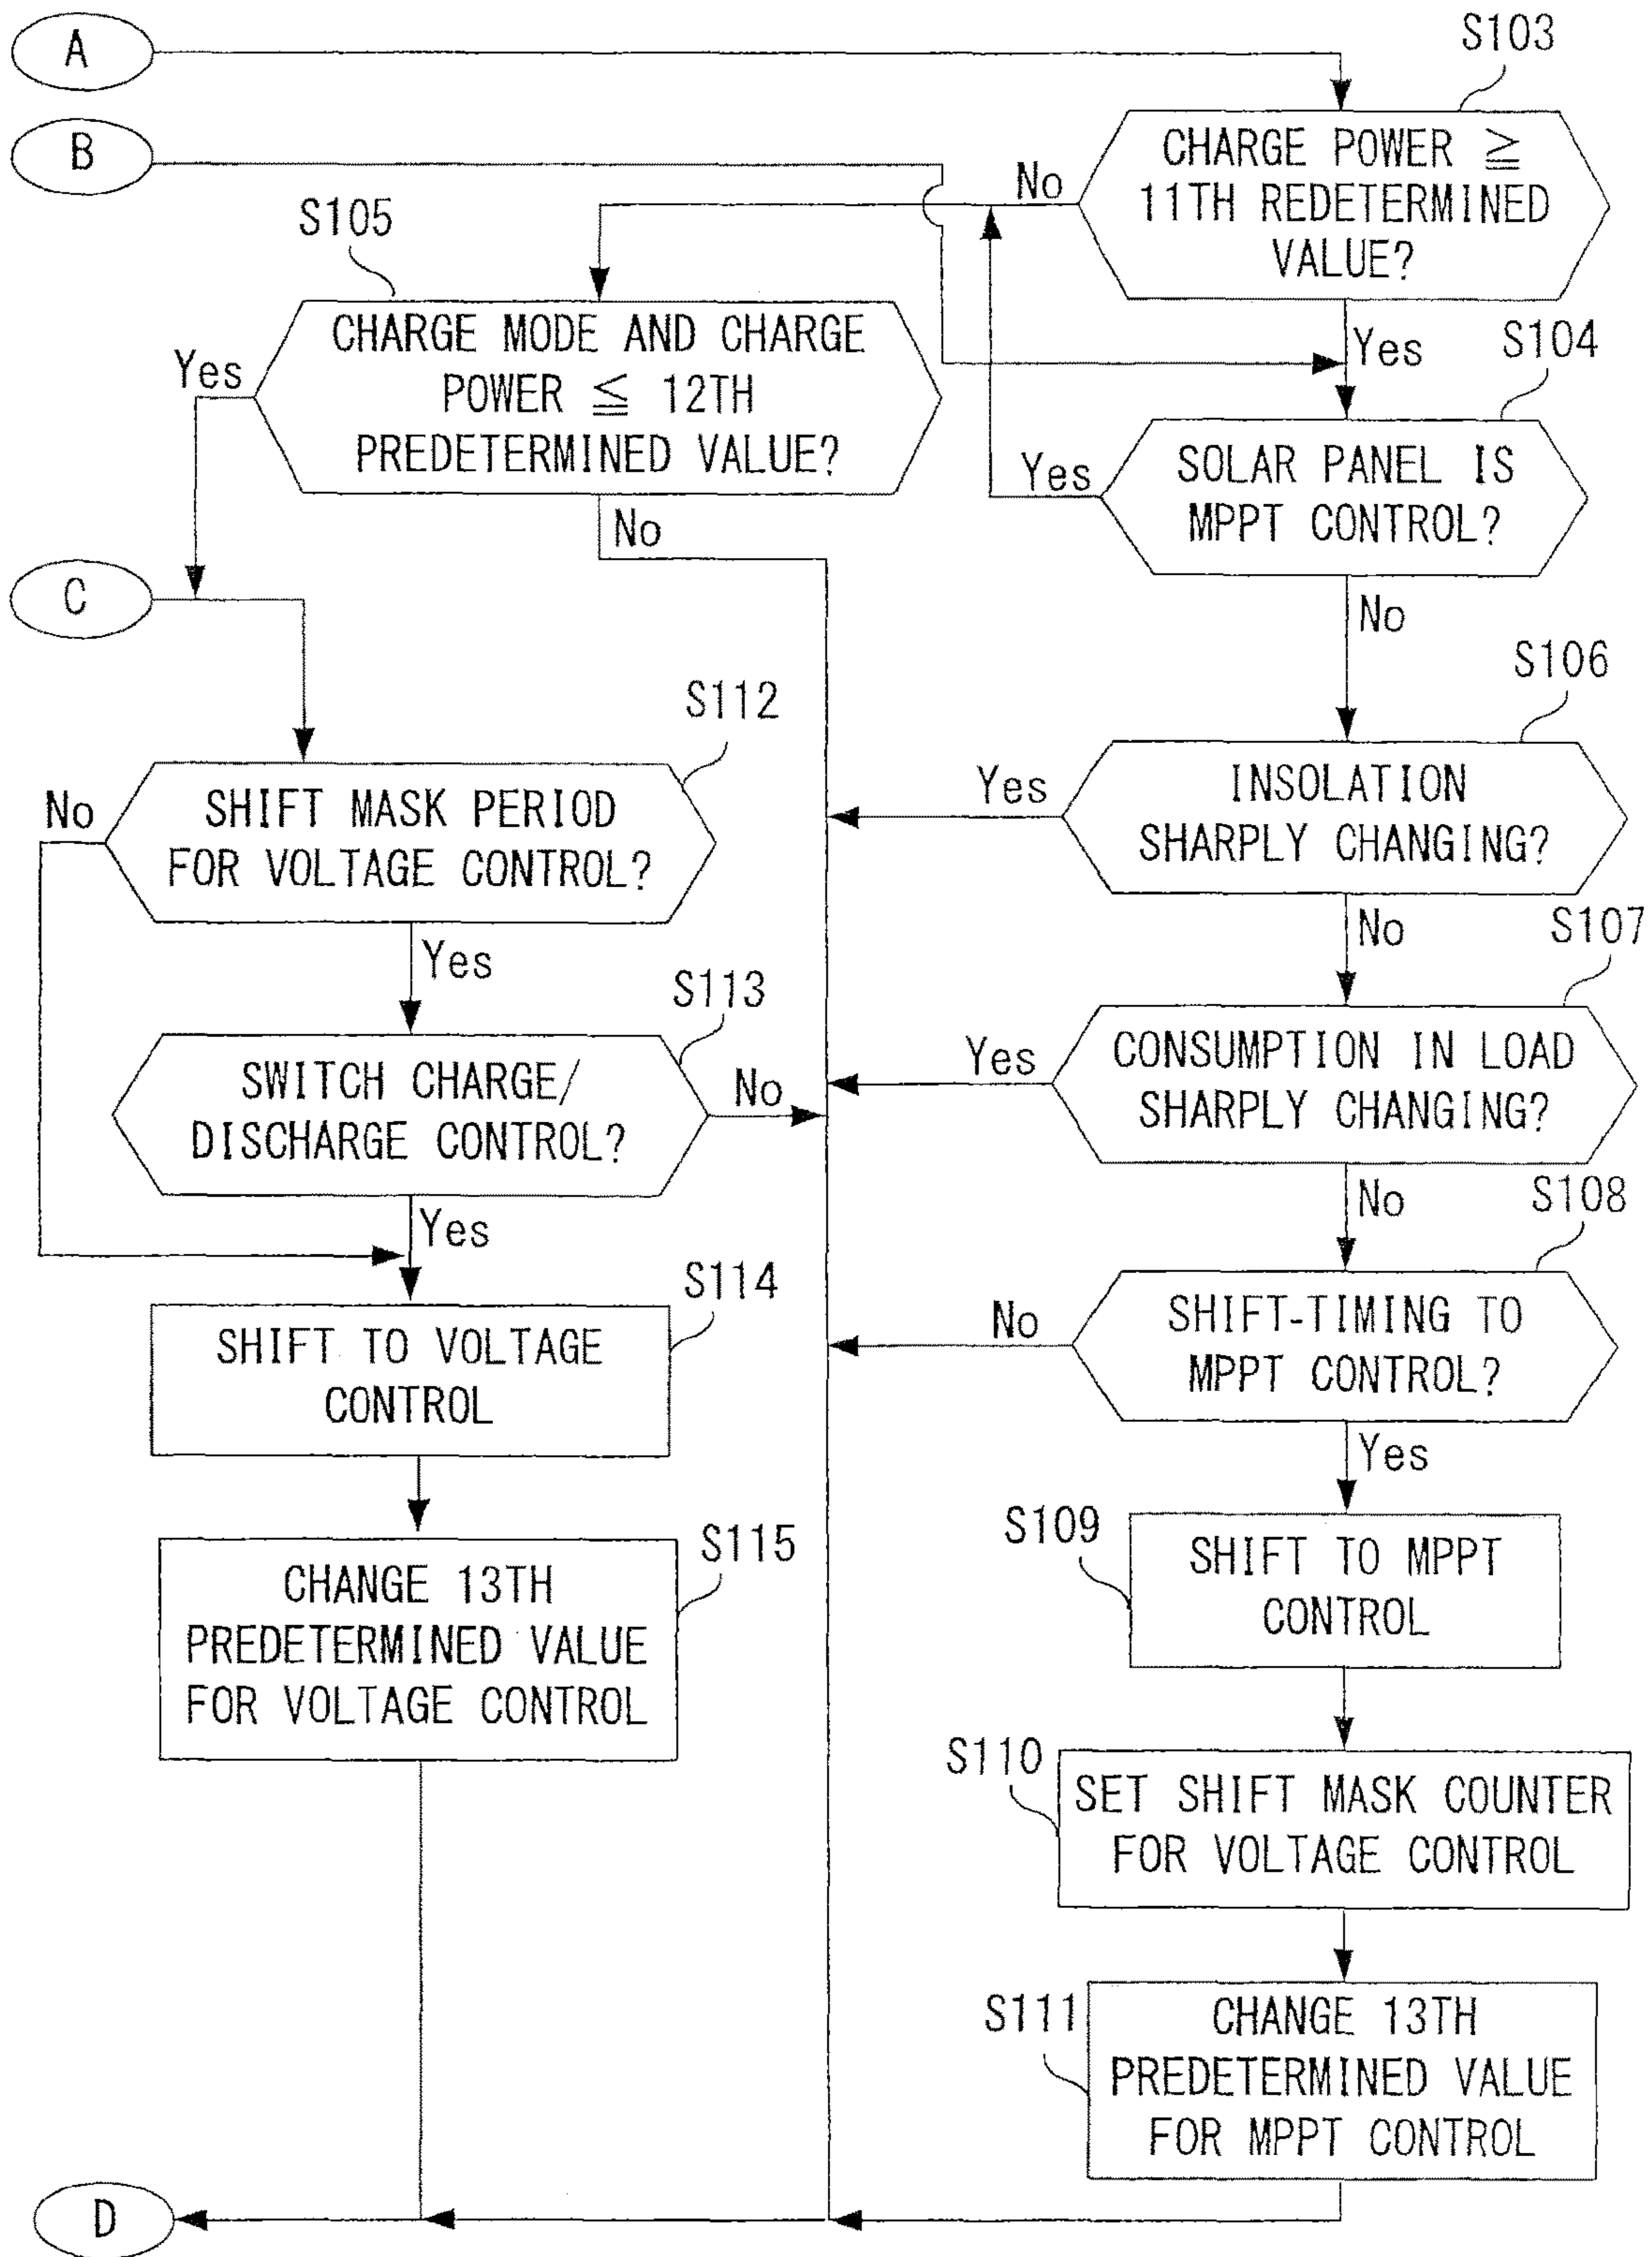 A
S103
CHARGE POWER ≧
11TH REDETERMINED
VALUE?
B
No
S105
CHARGE MODE AND CHARGE
POWER ≦ 12TH
PREDETERMINED VALUE?
Yes
Yes
S104
SOLAR PANEL IS
MPPT CONTROL?
Yes
No
No
C
S106
INSOLATION
SHARPLY CHANGING?
Yes
No
S112
SHIFT MASK PERIOD
FOR VOLTAGE CONTROL?
No
Yes
S107
CONSUMPTION IN LOAD
SHARPLY CHANGING?
Yes
No
S113
SWITCH CHARGE/
DISCHARGE CONTROL?
No
Yes
S108
SHIFT-TIMING TO
MPPT CONTROL?
No
Yes
S114
SHIFT TO VOLTAGE
CONTROL
S109
SHIFT TO MPPT
CONTROL
S115
CHANGE 13TH
PREDETERMINED VALUE
FOR VOLTAGE CONTROL
S110
SET SHIFT MASK COUNTER
FOR VOLTAGE CONTROL
S111
CHANGE 13TH
PREDETERMINED VALUE
FOR MPPT CONTROL
D